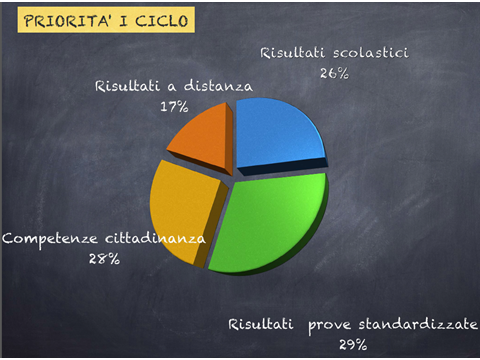 PRIORITA' I CICLO
Risultati scolastici
26%
Risultati a distanza
17%
Competenze cittadinanza
28%
Risultati prove standardizzate
29%